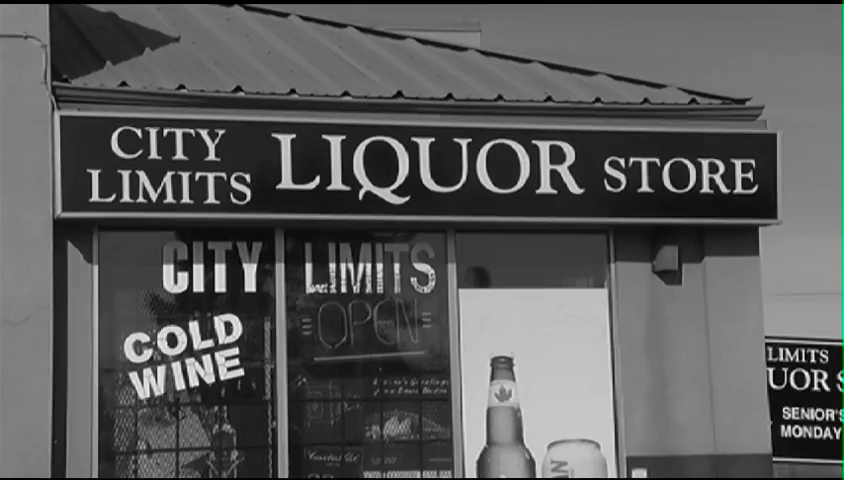 CITY LIMITS LIQUOR STORE
CITY LIMITS
OPEN
COLD
WINE
LIMITS
UOR S
SENIOR'S
MONDAY